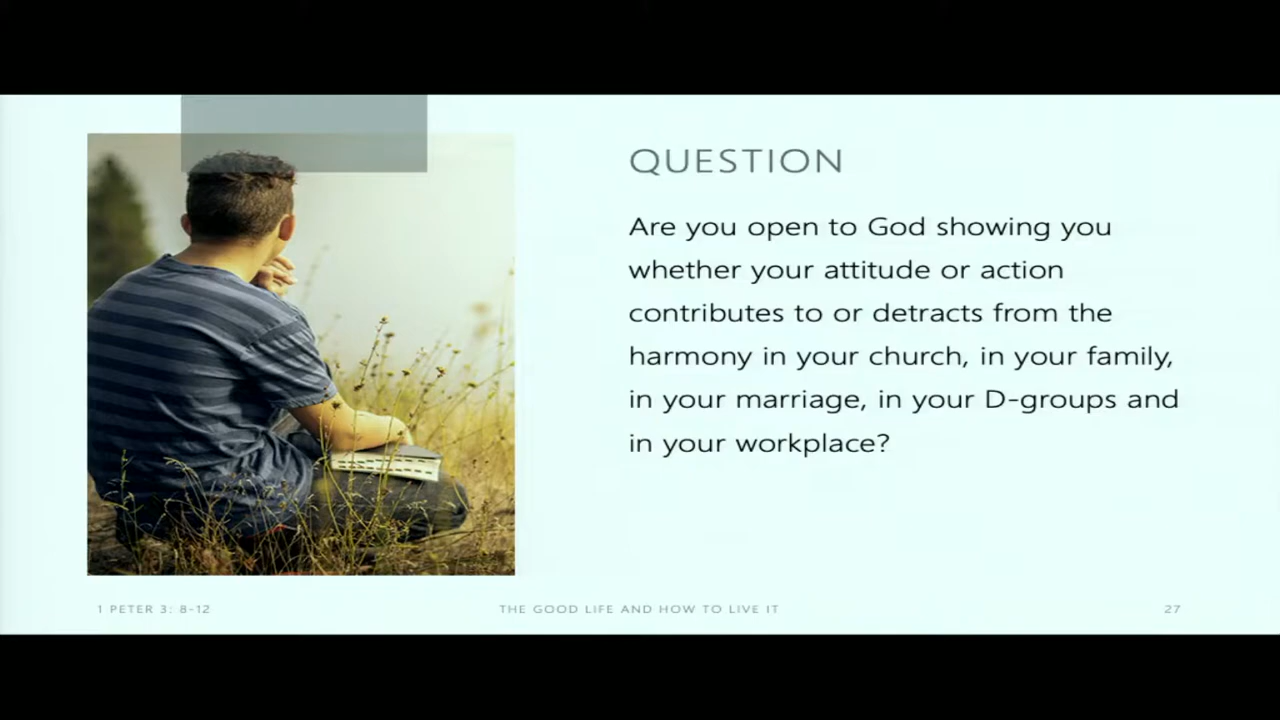 QUESTION
Are you open to God showing you
whether your attitude or action
contributes to or detracts from the
harmony in your church, in your family,
in your marriage, in your D-groups and
in your workplace?
1 PETER 3: 8-12
THE GOOD LIFE AND HOW TO LIVE IT
27